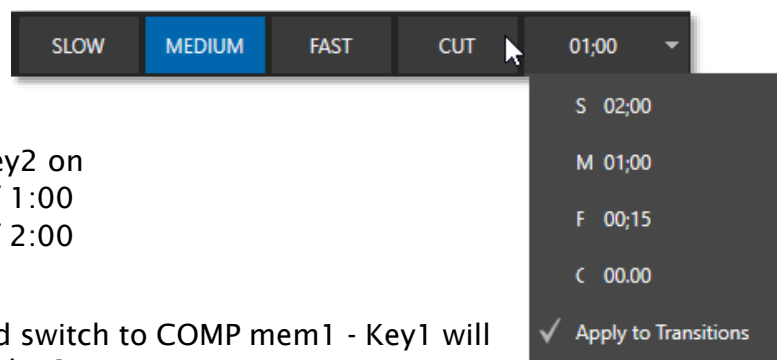 SLOW MEDIUM FAST CUT 01;00
S 02;00
M 01;00
F 00;15
C 00.00
✓ Apply to Transitions
on
1:00
2:00
switch to COMP mem1 - Key1 will